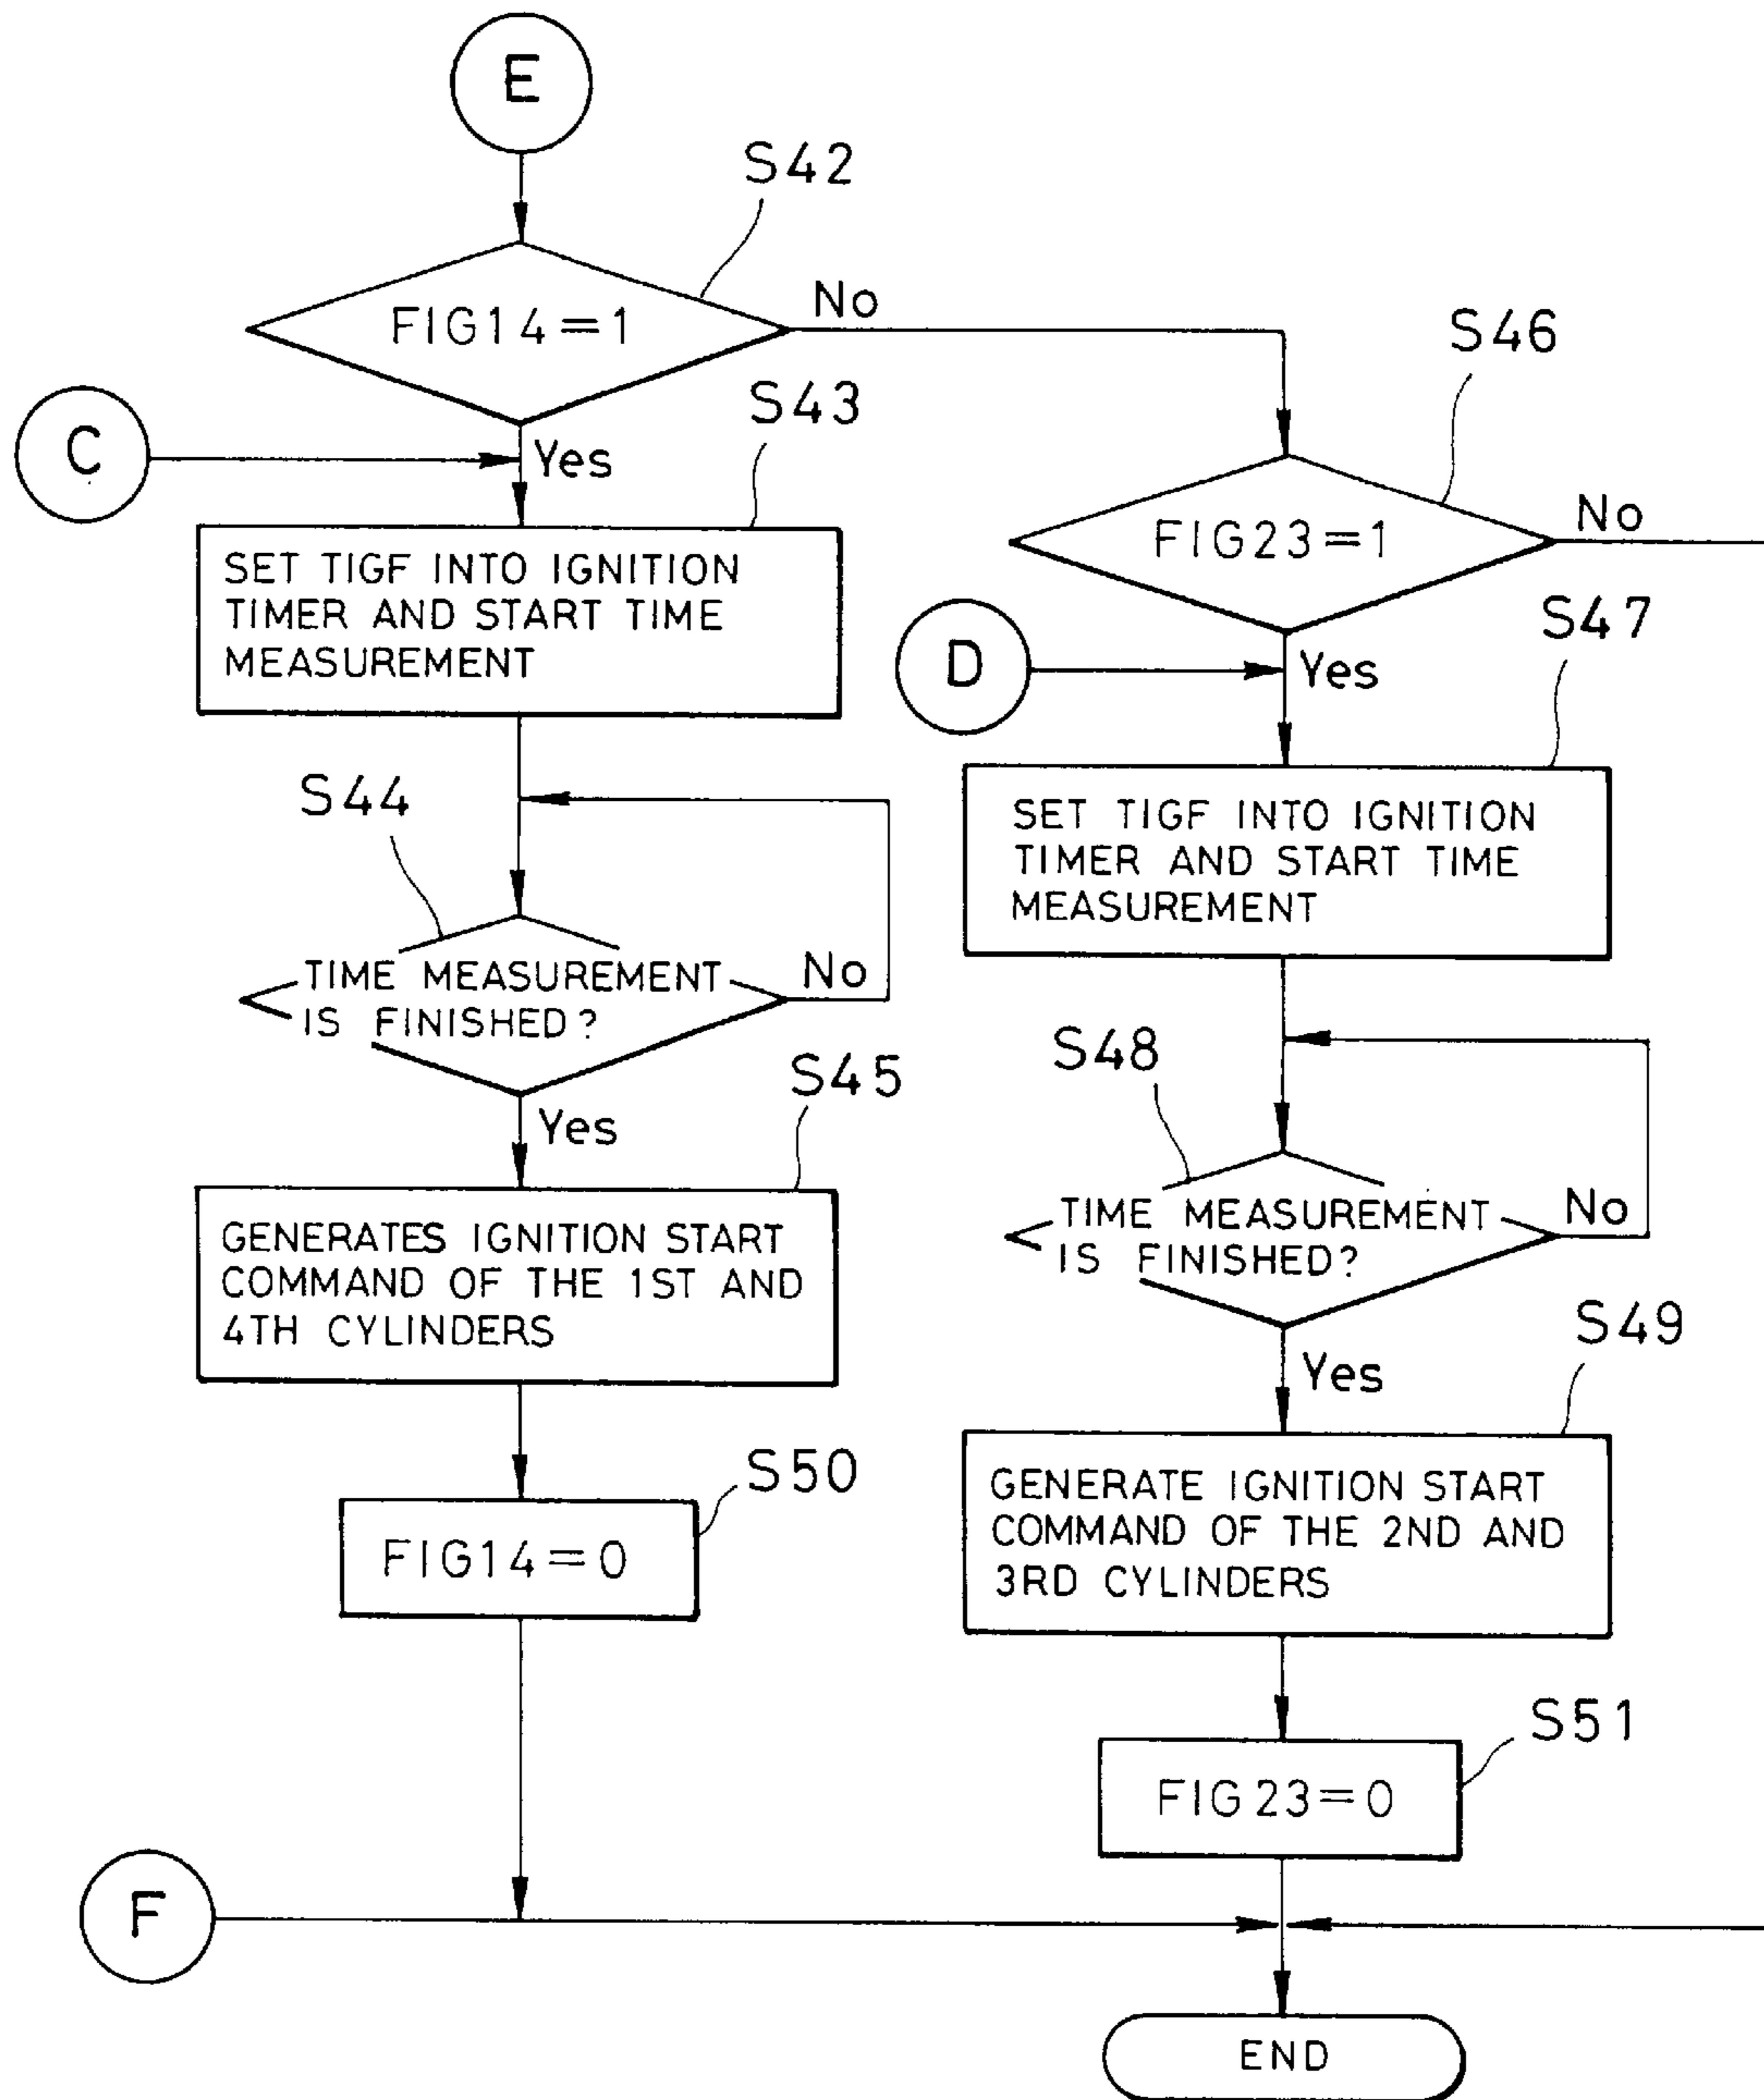 E
S42
FIG14=1
No
S46
S43
C
Yes
FIG23=1
No
SET TIGF INTO IGNITION
TIMER AND START TIME
MEASUREMENT
S47
D
Yes
S44
SET TIGF INTO IGNITION
TIMER AND START TIME
MEASUREMENT
TIME MEASUREMENT
IS FINISHED?
No
S48
S45
Yes
TIME MEASUREMENT
IS FINISHED?
No
GENERATES IGNITION START
COMMAND OF THE 1ST AND
4TH CYLINDERS
S49
Yes
S50
GENERATE IGNITION START
COMMAND OF THE 2ND AND
3RD CYLINDERS
FIG14=0
S51
FIG23=0
F
END